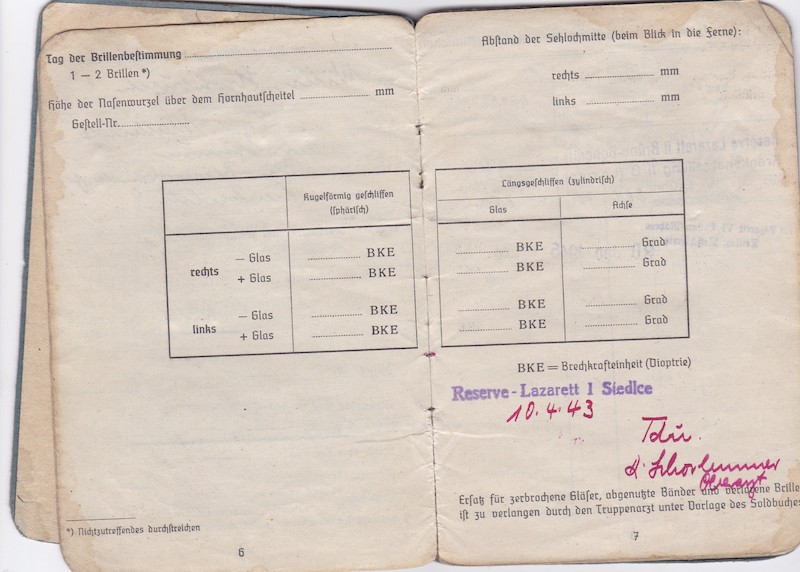 Tag der Brillenbestimmung
1 — 2 Brillen *)
Höhe der Nasenwurzel über dem Hornhautscheitel mm
Gestell-Nr.
Kugelförmig geschliffen
(sphärisch)
rechts
— Glas BKE
+ Glas BKE
links
— Glas BKE
+ Glas BKE
*) Nichtzutreffendes durchstreichen
6
Abstand der Sehlochmitte (beim Blick in die Ferne):
rechts mm
links mm
Längsgeschliffen (zylindrisch)
Glas Achse
BKE Grad
BKE Grad
BKE Grad
BKE Grad
BKE = Brechkrafteinheit (Dioptrie)
Reserve-Lazarett 1 Siedlce
10.4.43
Oberarzt
Ersatz für zerbrochene Gläser, abgenutzte Bänder und Brille
ist zu verlangen durch den Truppenarzt unter Vorlage des Soldbuches
7